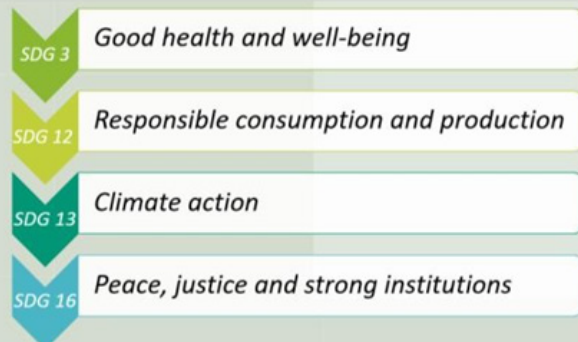 SDG 3
Good health and well-being
SDG 12
Responsible consumption and production
SDG 13
Climate action
SDG 16
Peace, justice and strong institutions